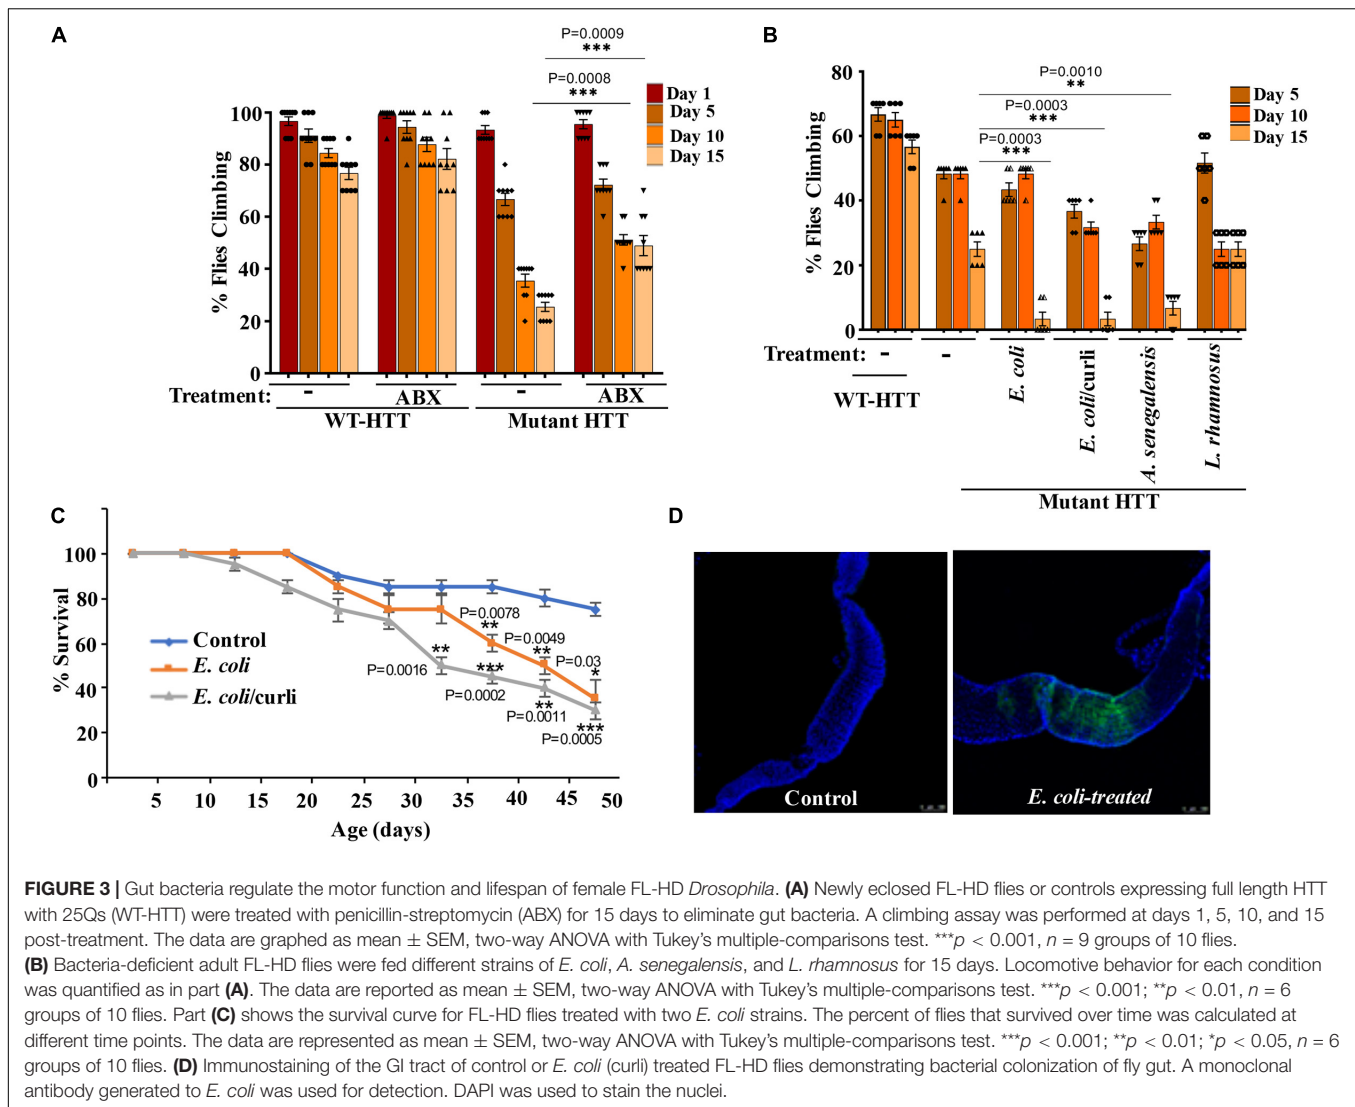 A
P=0.0009
***
P=0.0008
***
Day 1
Day 5
Day 10
Day 15
% Flies Climbing
100
80
60
40
20
0
Treatment:
-
ABX
-
ABX
WT-HTT
Mutant HTT
B
P=0.0010
**
P=0.0003
***
P=0.0003
***
Day 5
Day 10
Day 15
% Flies Climbing
80
60
40
20
0
Treatment:
-
-
E. coli
E. coli/curli
A. senegalensis
L. rhamnosus
WT-HTT
Mutant HTT
C
% Survival
100
80
60
40
20
0
Control
E. coli
E. coli/curli
P=0.0078
**
P=0.0049
**
P=0.03
*
**
P=0.0016
***
P=0.0002
**
P=0.0011
***
P=0.0005
5 10 15 20 25 30 35 40 45 50
Age (days)
D
Control
E. coli-treated
FIGURE 3 | Gut bacteria regulate the motor function and lifespan of female FL-HD Drosophila. (A) Newly eclosed FL-HD flies or controls expressing full length HTT
with 25Qs (WT-HTT) were treated with penicillin-streptomycin (ABX) for 15 days to eliminate gut bacteria. A climbing assay was performed at days 1, 5, 10, and 15
post-treatment. The data are graphed as mean ± SEM, two-way ANOVA with Tukey's multiple-comparisons test. ***p < 0.001, n = 9 groups of 10 flies.
(B) Bacteria-deficient adult FL-HD flies were fed different strains of E. coli, A. senegalensis, and L. rhamnosus for 15 days. Locomotive behavior for each condition
was quantified as in part (A). The data are reported as mean ± SEM, two-way ANOVA with Tukey's multiple-comparisons test. ***p < 0.001; **p < 0.01, n = 6
groups of 10 flies. Part (C) shows the survival curve for FL-HD flies treated with two E. coli strains. The percent of flies that survived over time was calculated at
different time points. The data are represented as mean ± SEM, two-way ANOVA with Tukey's multiple-comparisons test. ***p < 0.001; **p < 0.01; *p < 0.05, n = 6
groups of 10 flies. (D) Immunostaining of the GI tract of control or E. coli (curli) treated FL-HD flies demonstrating bacterial colonization of fly gut. A monoclonal
antibody generated to E. coli was used for detection. DAPI was used to stain the nuclei.